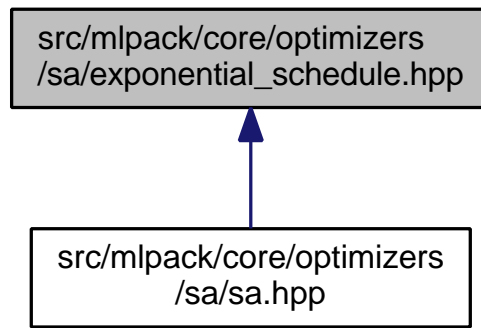 src/mlpack/core/optimizers
/sa/exponential_schedule.hpp
src/mlpack/core/optimizers
/sa/sa.hpp